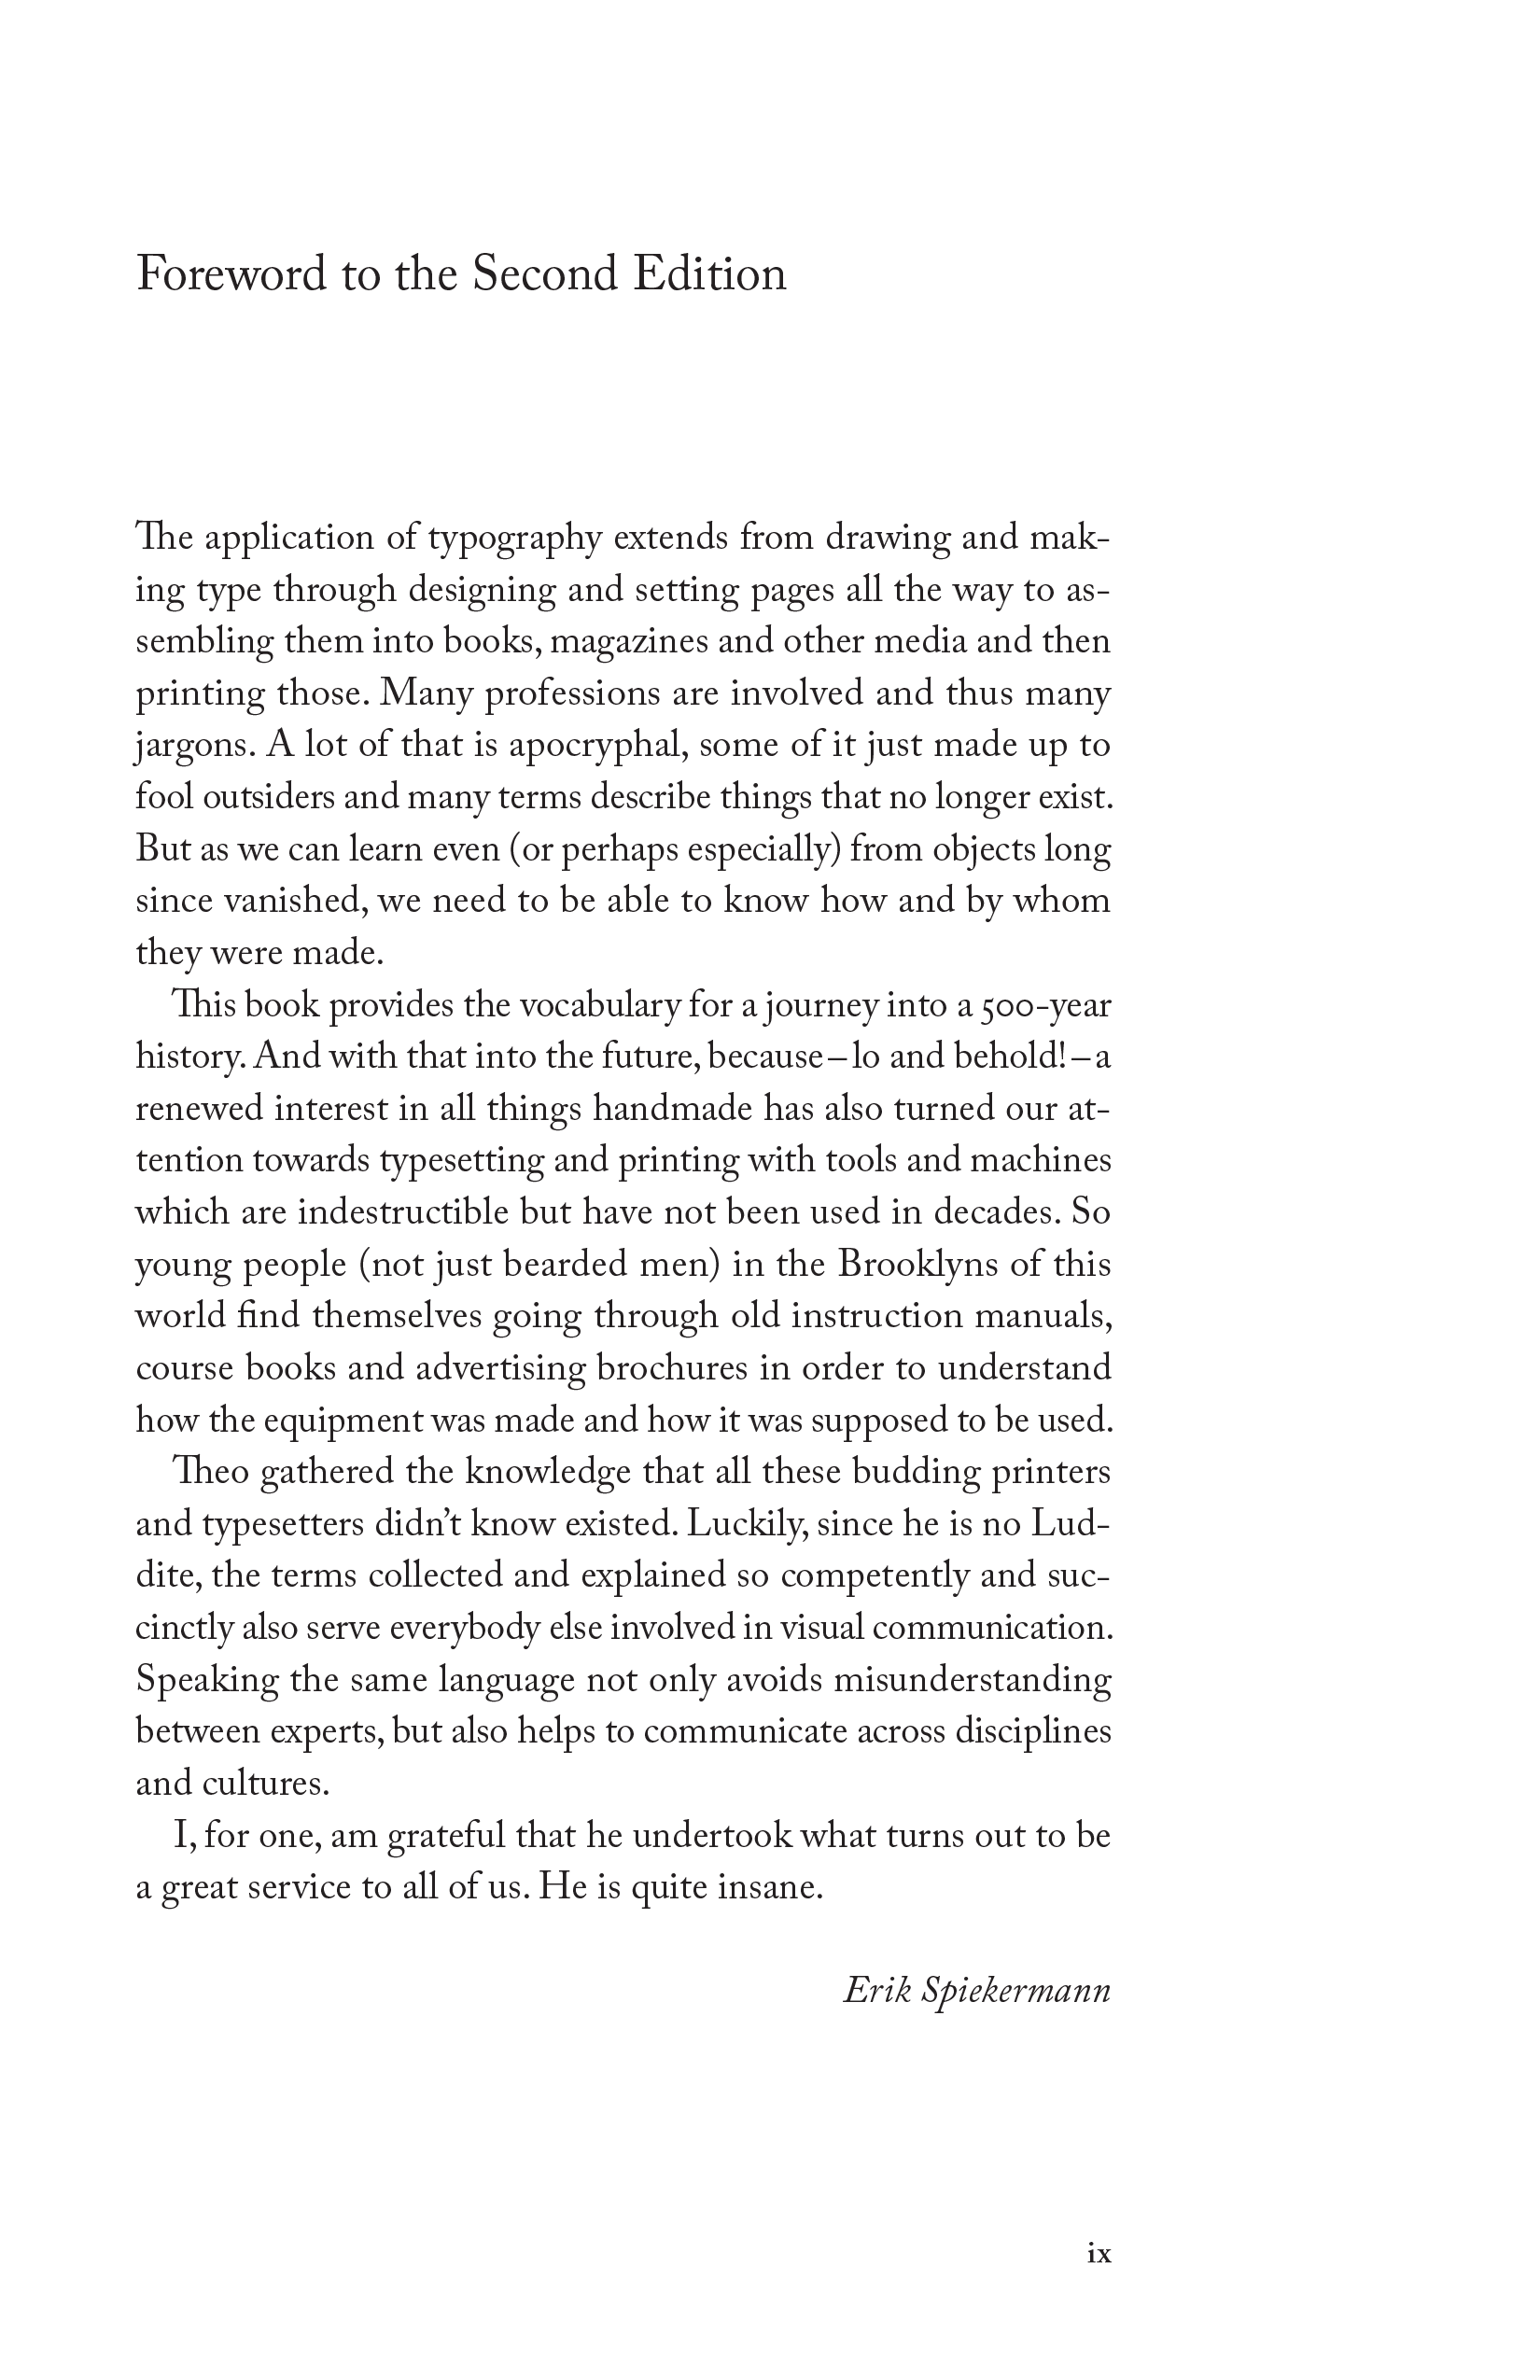 Foreword to the Second Edition
The application of typography extends from drawing and mak-
ing type through designing and setting pages all the way to as-
sembling them into books, magazines and other media and then
printing those. Many professions are involved and thus many
jargons. A lot of that is apocryphal, some of it just made up to
fool outsiders and many terms describe things that no longer exist.
But as we can learn even (or perhaps especially) from objects long
since vanished, we need to be able to know how and by whom
they were made.
This book provides the vocabulary for a journey into a 500-year
history. And with that into the future, because – lo and behold! – a
renewed interest in all things handmade has also turned our at-
tention towards typesetting and printing with tools and machines
which are indestructible but have not been used in decades. So
young people (not just bearded men) in the Brooklyns of this
world find themselves going through old instruction manuals,
course books and advertising brochures in order to understand
how the equipment was made and how it was supposed to be used.
Theo gathered the knowledge that all these budding printers
and typesetters didn’t know existed. Luckily, since he is no Lud-
dite, the terms collected and explained so competently and suc-
cinctly also serve everybody else involved in visual communication.
Speaking the same language not only avoids misunderstanding
between experts, but also helps to communicate across disciplines
and cultures.
I, for one, am grateful that he undertook what turns out to be
a great service to all of us. He is quite insane.
Erik Spiekermann
ix